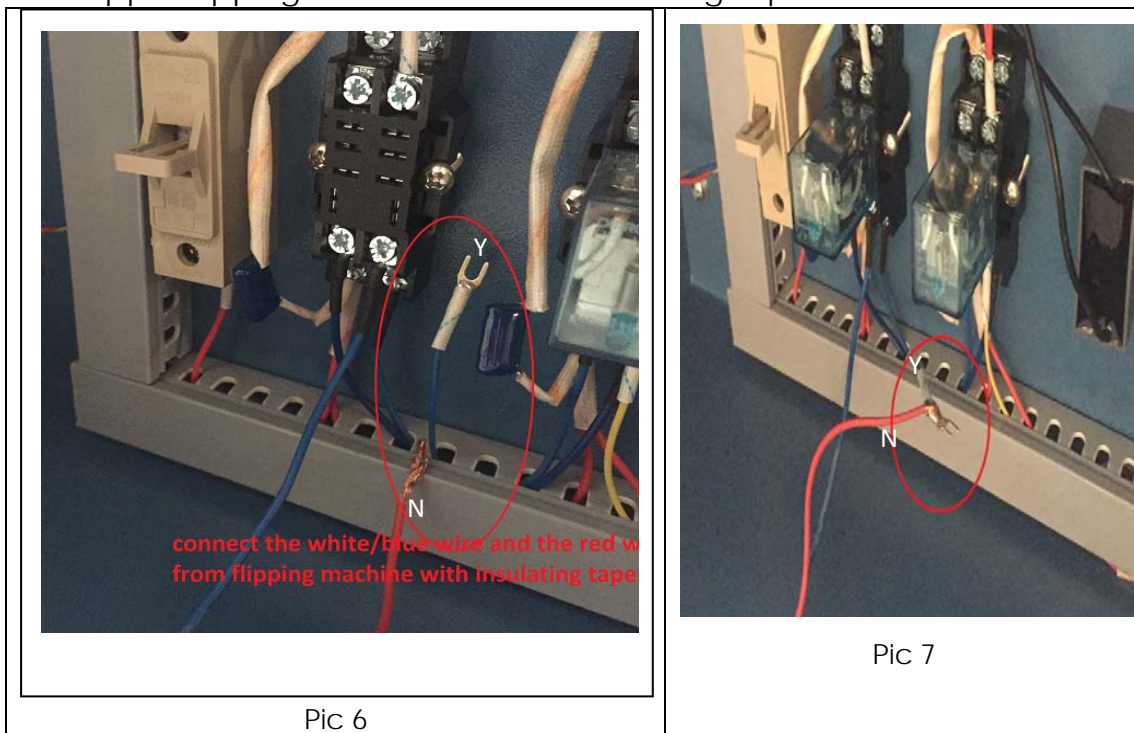 Y
N
connect the white/blue wire and the red w
from flipping machine with insulating tape
Pic 6
Y
N
Pic 7